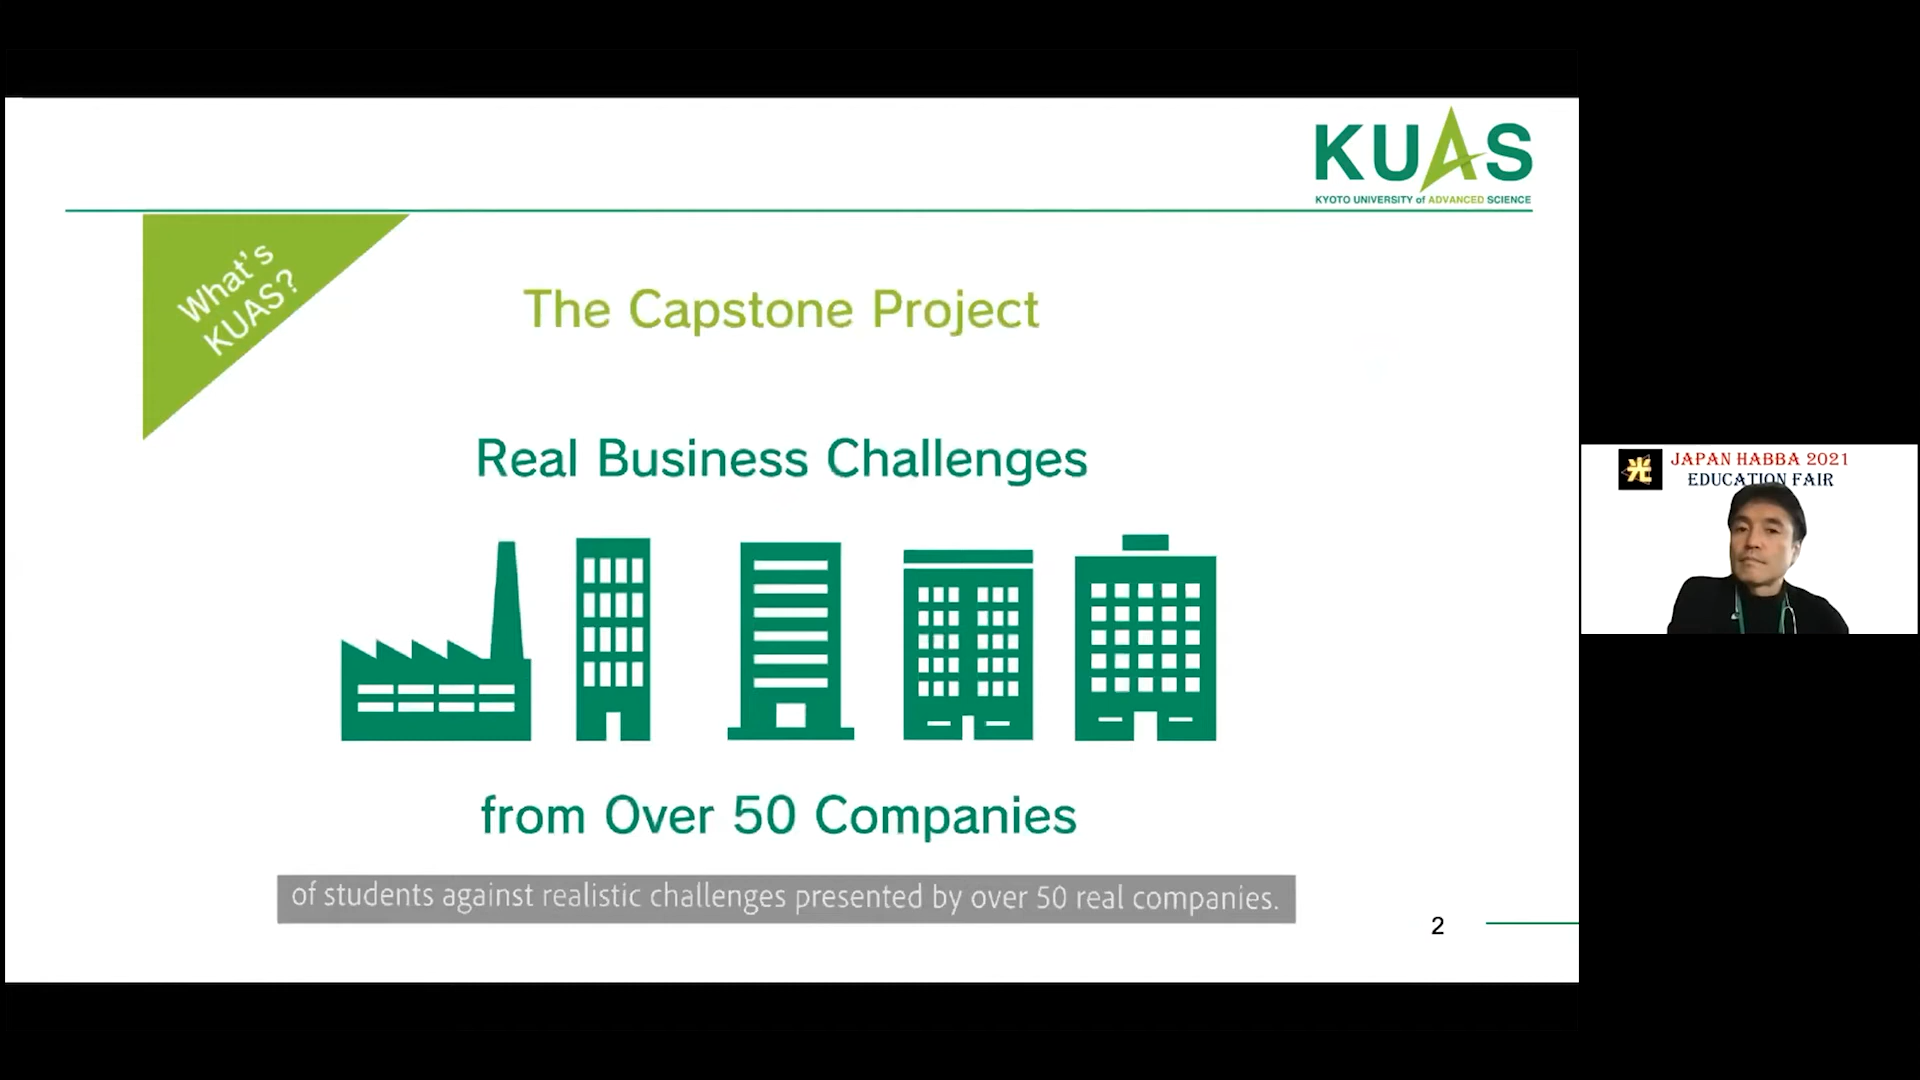 KUAS
KYOTO UNIVERSITY of ADVANCED SCIENCE
What's
KUAS?
The Capstone Project
Real Business Challenges
from Over 50 Companies
of students against realistic challenges presented by over 50 real companies.
2
光
JAPAN HABBA 2021
EDUCATION FAIR